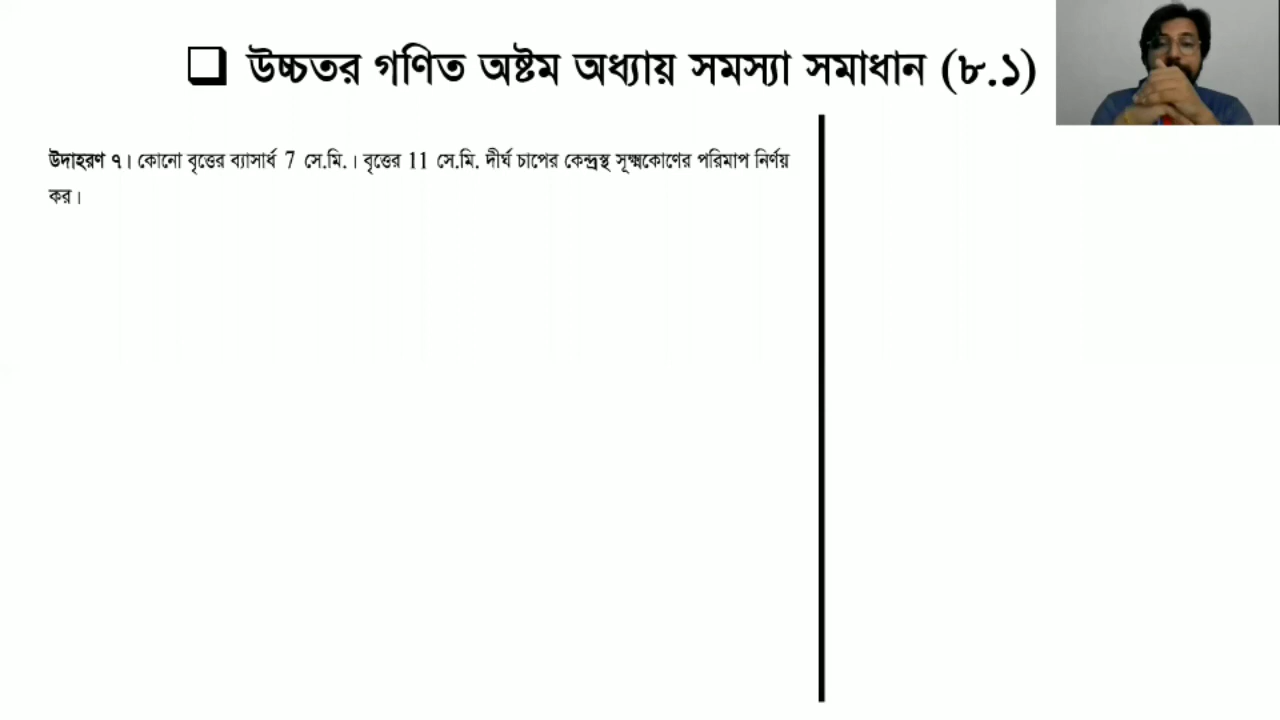 ❑ উচ্চতর গণিত অষ্টম অধ্যায় সমস্যা সমাধান (৮.১)
উদাহরণ ৭। কোনো বৃত্তের ব্যাসার্ধ 7 সে.মি.। বৃত্তের 11 সে.মি. দীর্ঘ চাপের কেন্দ্রস্থ সূক্ষ্মকোণের পরিমাপ নির্ণয়
কর।